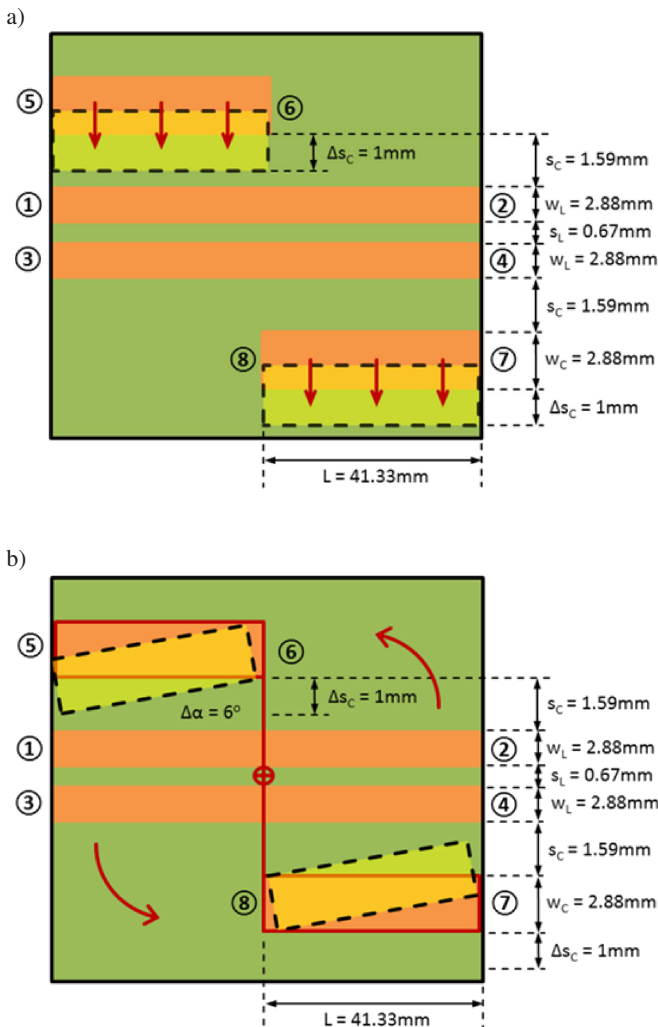 a)
⑤
⑥
Δs_C = 1mm
s_C = 1.59mm
①
② w_L = 2.88mm
s_L = 0.67mm
③
④ w_L = 2.88mm
s_C = 1.59mm
⑧
⑦ w_C = 2.88mm
Δs_C = 1mm
L = 41.33mm
b)
⑤
⑥
Δs_C = 1mm
s_C = 1.59mm
Δα = 6°
①
② w_L = 2.88mm
s_L = 0.67mm
③
④ w_L = 2.88mm
s_C = 1.59mm
⑧
⑦ w_C = 2.88mm
Δs_C = 1mm
L = 41.33mm